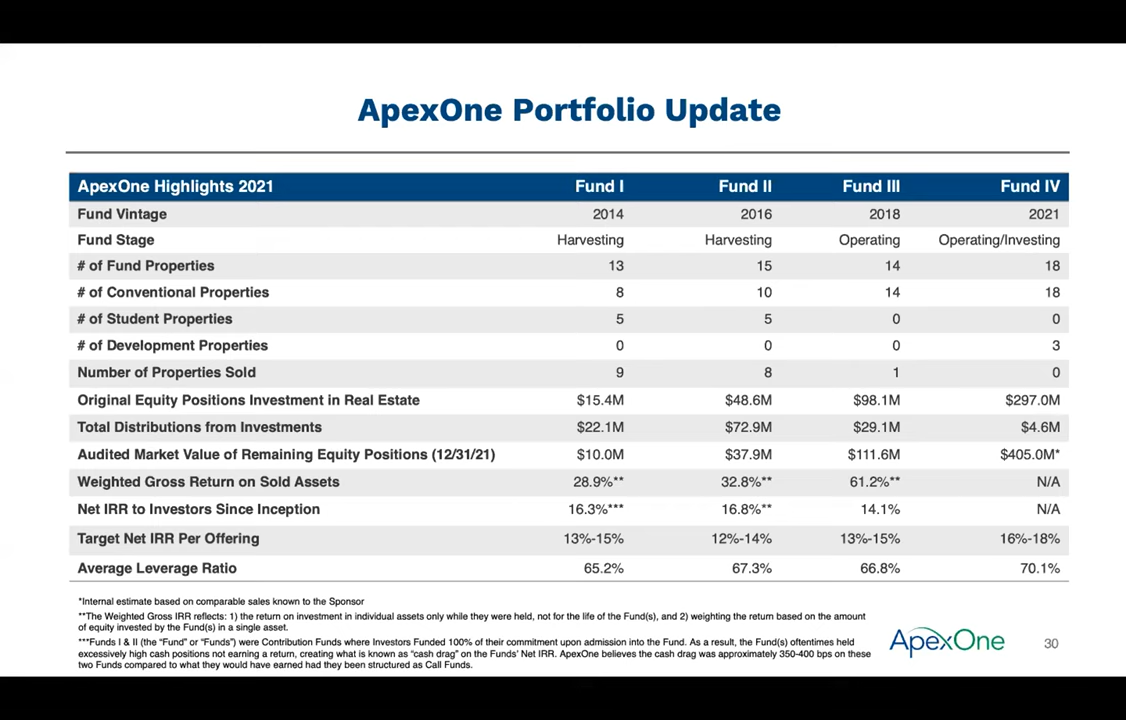 ApexOne Portfolio Update
ApexOne Highlights 2021 Fund I Fund II Fund III Fund IV
Fund Vintage 2014 2016 2018 2021
Fund Stage Harvesting Harvesting Operating Operating/Investing
# of Fund Properties 13 15 14 18
# of Conventional Properties 8 10 14 18
# of Student Properties 5 5 0 0
# of Development Properties 0 0 0 3
Number of Properties Sold 9 8 1 0
Original Equity Positions Investment in Real Estate $15.4M $48.6M $98.1M $297.0M
Total Distributions from Investments $22.1M $72.9M $29.1M $4.6M
Audited Market Value of Remaining Equity Positions (12/31/21) $10.0M $37.9M $111.6M $405.0M*
Weighted Gross Return on Sold Assets 28.9%** 32.8%** 61.2%** N/A
Net IRR to Investors Since Inception 16.3%*** 16.8%** 14.1% N/A
Target Net IRR Per Offering 13%-15% 12%-14% 13%-15% 16%-18%
Average Leverage Ratio 65.2% 67.3% 66.8% 70.1%
*Internal estimate based on comparable sales known to the Sponsor
**The Weighted Gross IRR reflects: 1) the return on investment in individual assets only while they were held, not for the life of the Fund(s), and 2) weighting the return based on the amount
of equity invested by the Fund(s) in a single asset.
***Funds I & II (the “Fund” or “Funds”) were Contribution Funds where Investors Funded 100% of their commitment upon admission into the Fund. As a result, the Fund(s) oftentimes held
excessively high cash positions not earning a return, creating what is known as “cash drag” on the Funds’ Net IRR. ApexOne believes the cash drag was approximately 350-400 bps on these
two Funds compared to what they would have earned had they been structured as Call Funds.
ApexOne 30